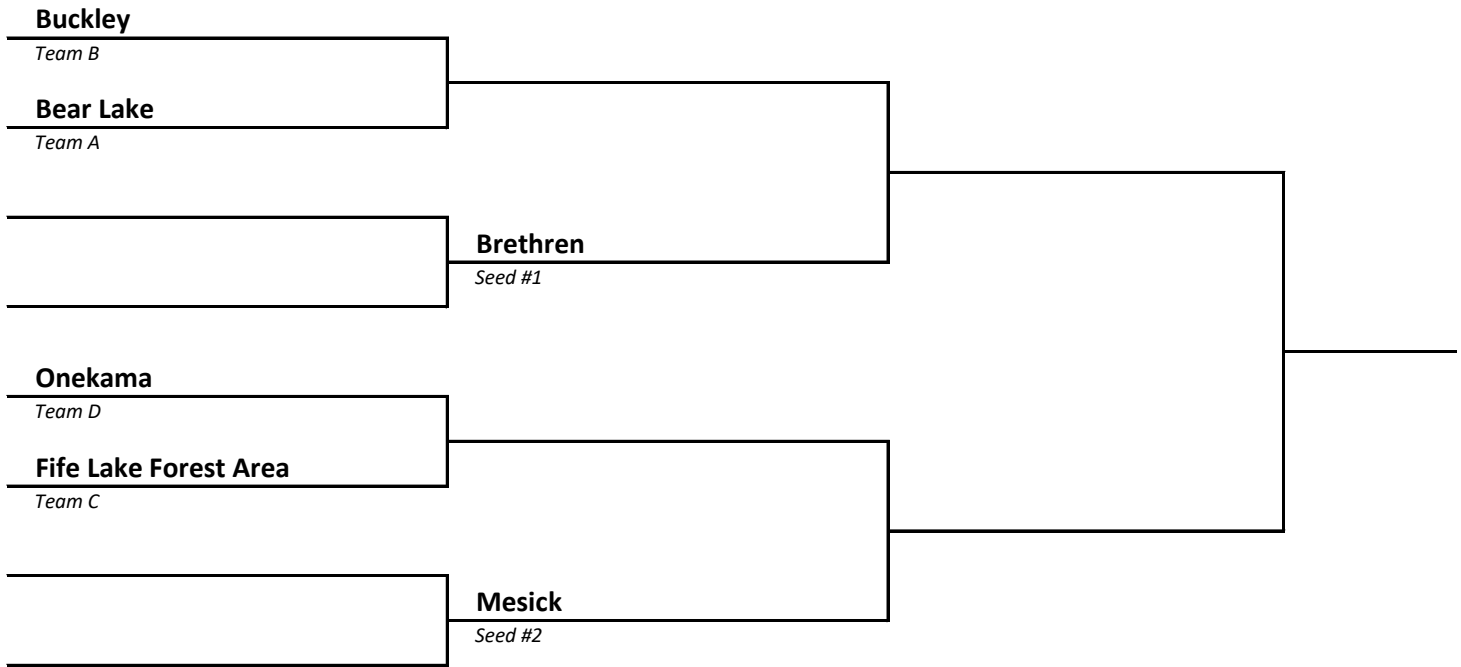 Buckley
Team B
Bear Lake
Team A
Brethren
Seed #1
Onekama
Team D
Fife Lake Forest Area
Team C
Mesick
Seed #2